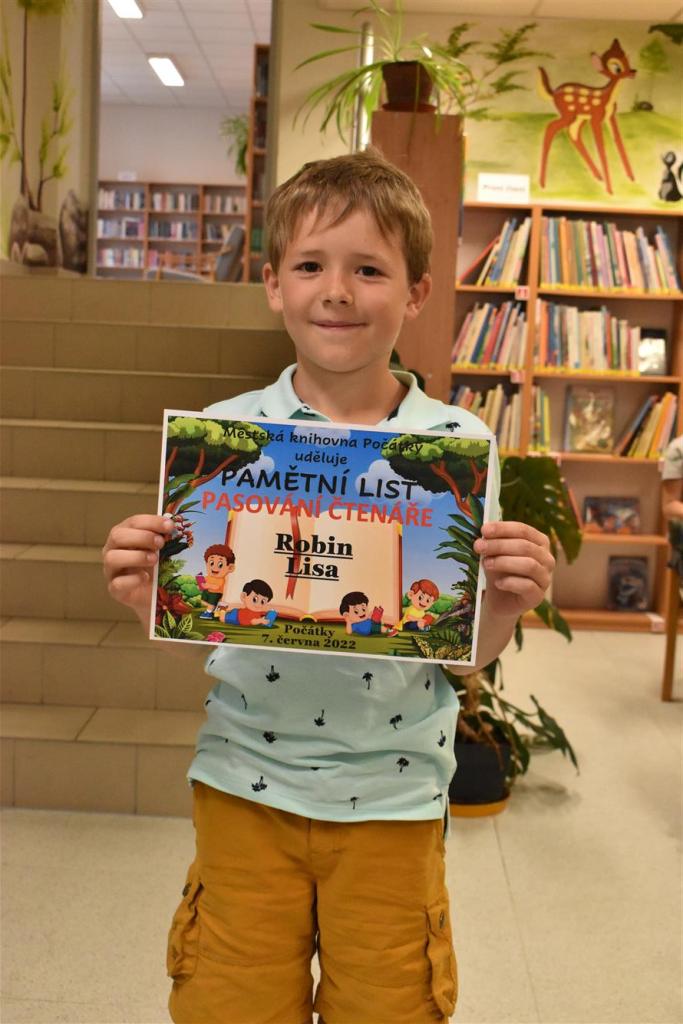 Městská knihovna Počátky
uděluje
PAMĚTNÍ LIST
PASOVÁNÍ ČTENÁŘE
Robin
Lisa
Počátky
7. června 2022
První čtení